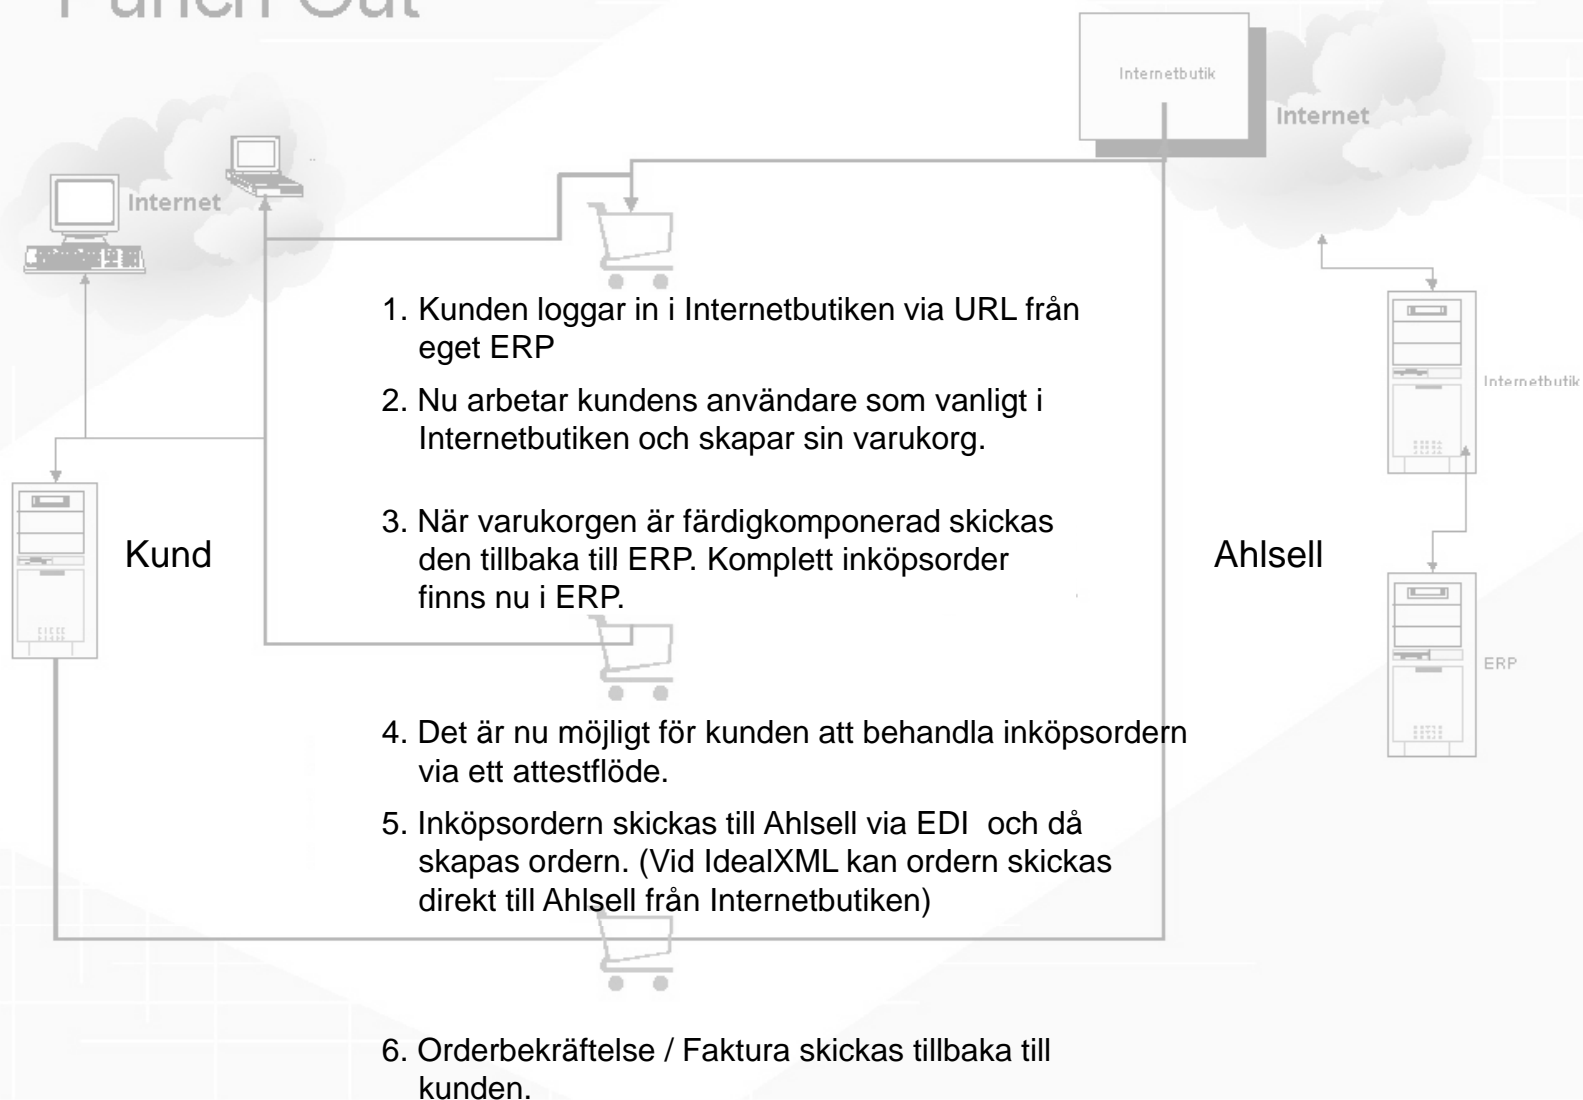 Punch Out
Internetbutik
Internet
Internet
1. Kunden loggar in i Internetbutiken via URL från
eget ERP
2. Nu arbetar kundens användare som vanligt i
Internetbutiken och skapar sin varukorg.
Internetbutik
3. När varukorgen är färdigkomponerad skickas
den tillbaka till ERP. Komplett inköpsorder
finns nu i ERP.
Kund
Ahlsell
ERP
4. Det är nu möjligt för kunden att behandla inköpsordern
via ett attestflöde.
5. Inköpsordern skickas till Ahlsell via EDI  och då
skapas ordern. (Vid IdealXML kan ordern skickas
direkt till Ahlsell från Internetbutiken)
6. Orderbekräftelse / Faktura skickas tillbaka till
kunden.